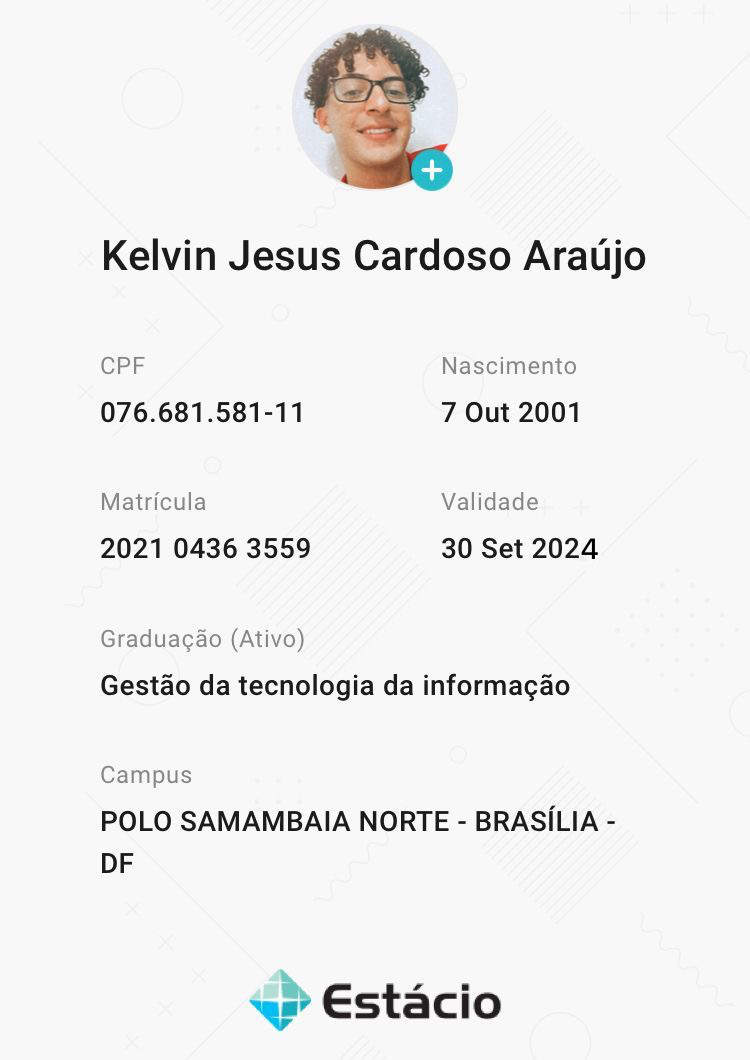 Kelvin Jesus Cardoso Araújo
CPF
Nascimento
076.681.581-11
7 Out 2001
Matrícula
Validade
2021 0436 3559
30 Set 2024
Graduação (Ativo)
Gestão da tecnologia da informação
Campus
POLO SAMAMBAIA NORTE - BRASÍLIA -
DF
Estácio